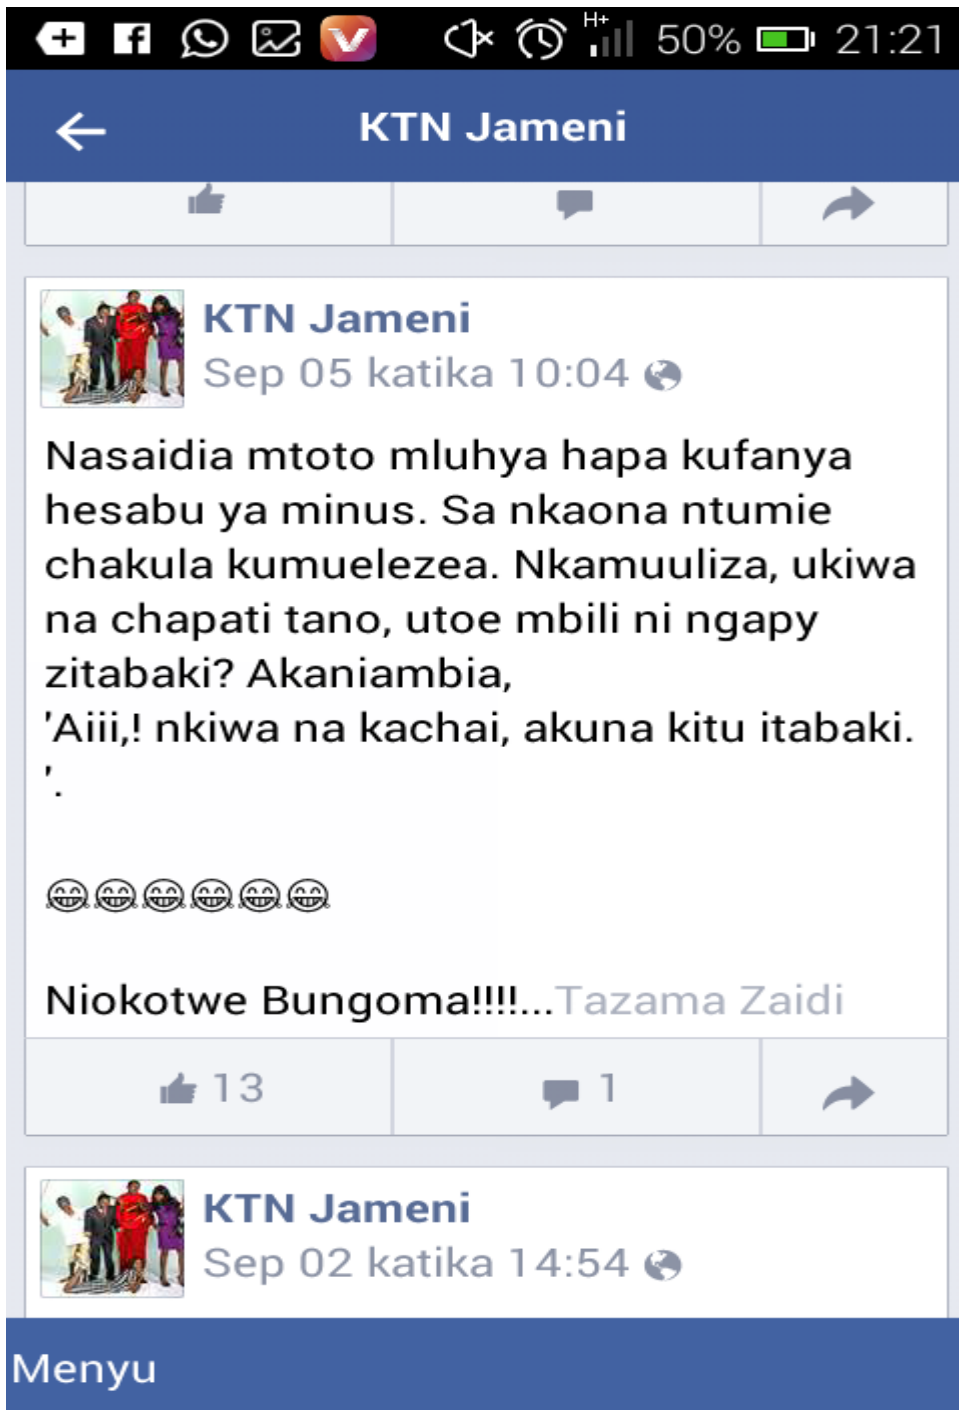 H+ 50% 21:21
KTN Jameni
KTN Jameni
Sep 05 katika 10:04
Nasaidia mtoto mluhya hapa kufanya
hesabu ya minus. Sa nkaona ntumie
chakula kumuelezea. Nkamuuliza, ukiwa
na chapati tano, utoe mbili ni ngapy
zitabaki? Akaniambia,
'Aiii,! nkiwa na kachai, akuna kitu itabaki.
'.
😂😂😂😂😂😂
Niokotwe Bungoma!!!!...Tazama Zaidi
13 1
KTN Jameni
Sep 02 katika 14:54
Menyu